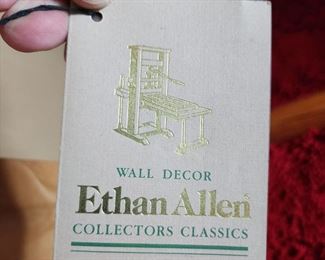 WALL DECOR
Ethan Allen
COLLECTORS CLASSICS